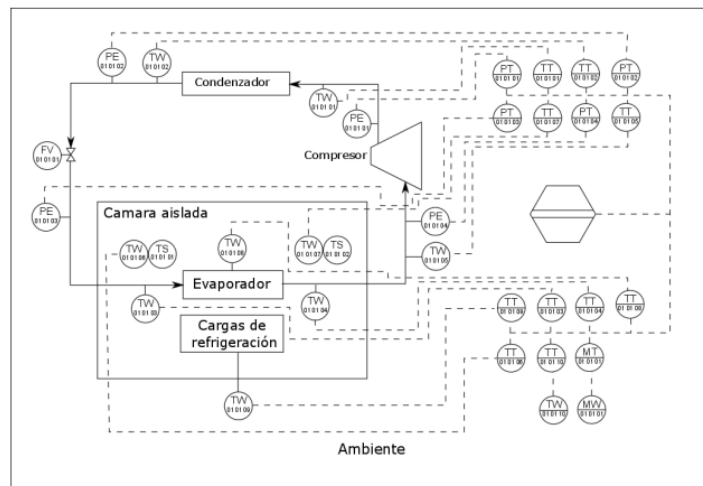 PE
010102
TW
010102
Condenzador
TW
010101
PE
010101
Compresor
PT
010101
TT
010101
TT
010102
PT
010102
PT
010103
TT
010107
PT
010104
TT
010105
FV
010101
PE
010103
Camara aislada
TW
010106
TS
010101
TW
010108
TW
010107
TS
010102
PE
010104
TW
010105
Evaporador
TW
010103
TW
010104
Cargas de
refrigeración
TW
010109
TT
010109
TT
010103
TT
010104
TT
010108
TT
010106
TT
010110
MT
010101
TW
010110
MW
010101
Ambiente